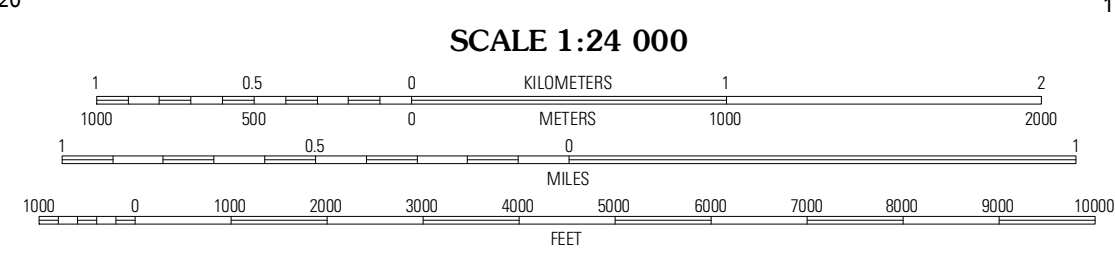 20 1
SCALE 1:24 000
1 0.5 0 KILOMETERS 1 2
1000 500 0 METERS 1000 2000
1 0.5 0 1
MILES
1000 0 1000 2000 3000 4000 5000 6000 7000 8000 9000 10000
FEET